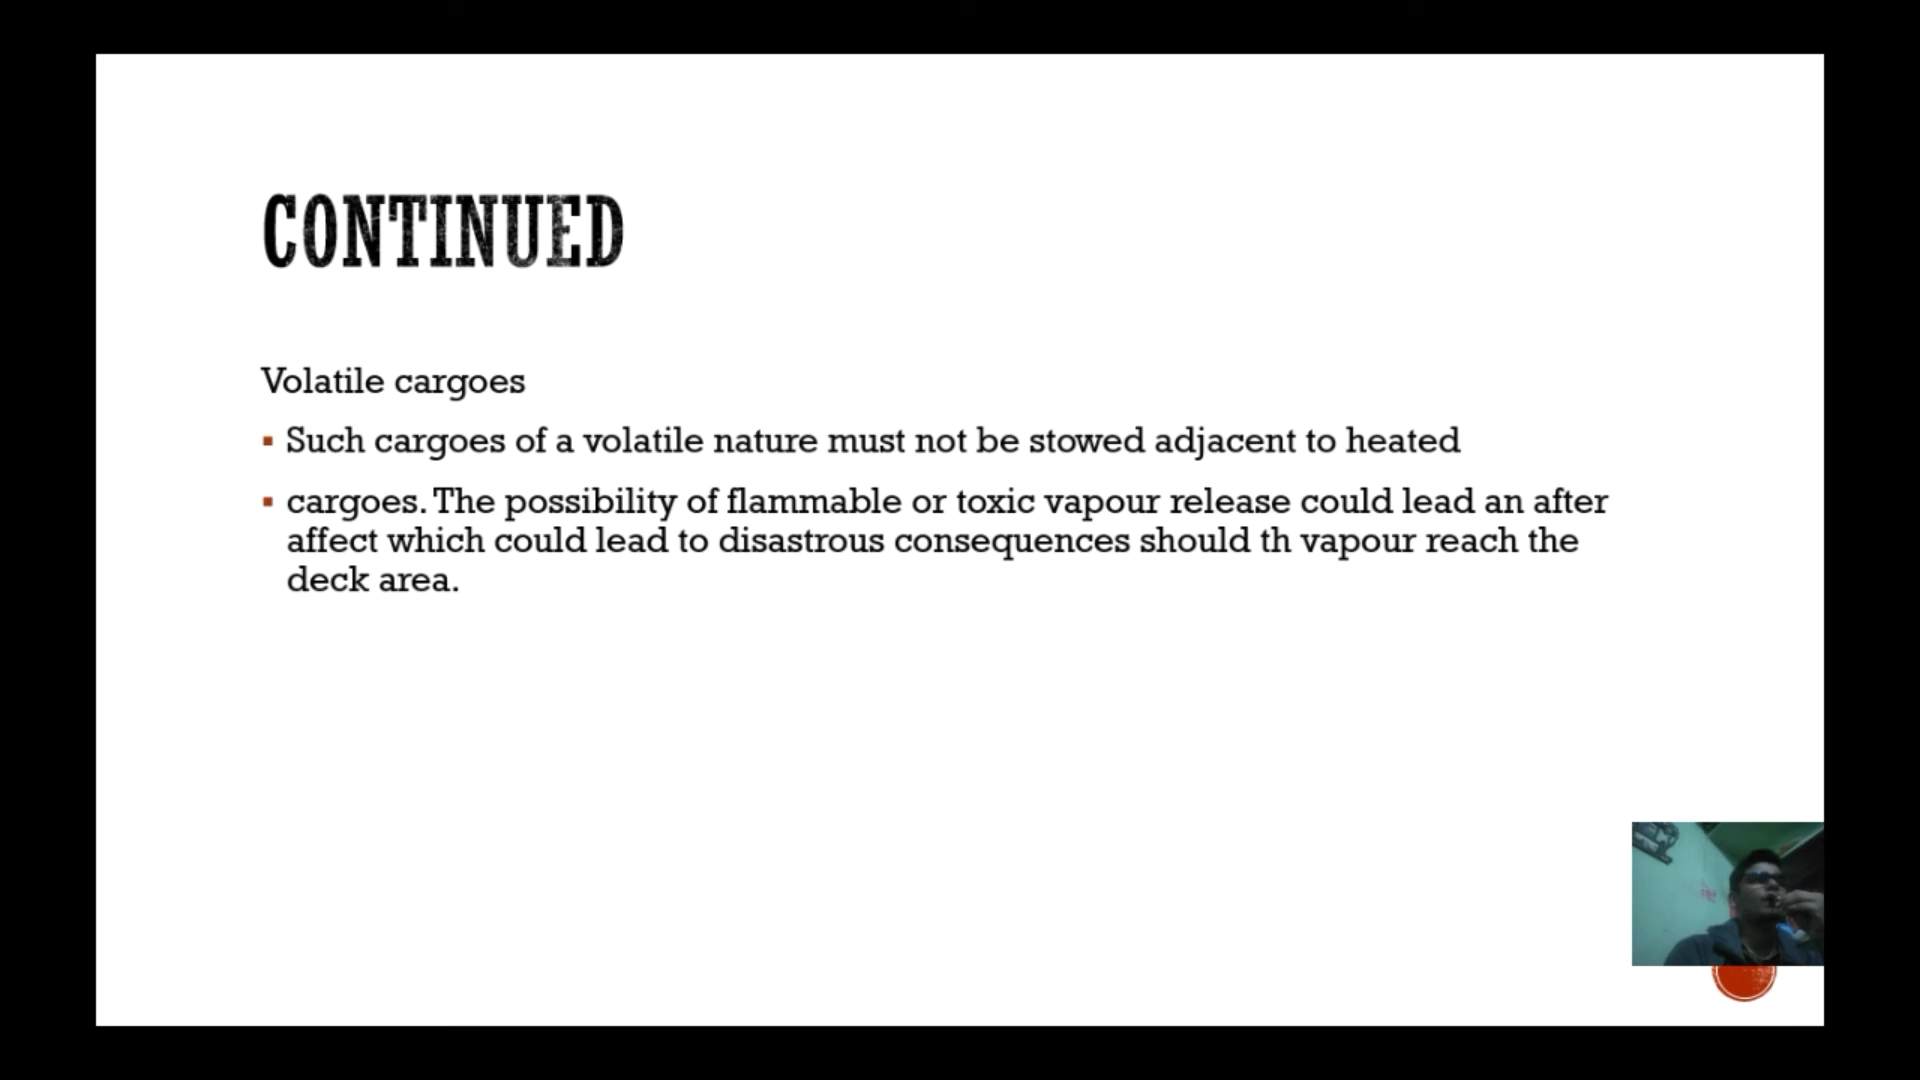 CONTINUED
Volatile cargoes
▪ Such cargoes of a volatile nature must not be stowed adjacent to heated
▪ cargoes. The possibility of flammable or toxic vapour release could lead an after
affect which could lead to disastrous consequences should th vapour reach the
deck area.